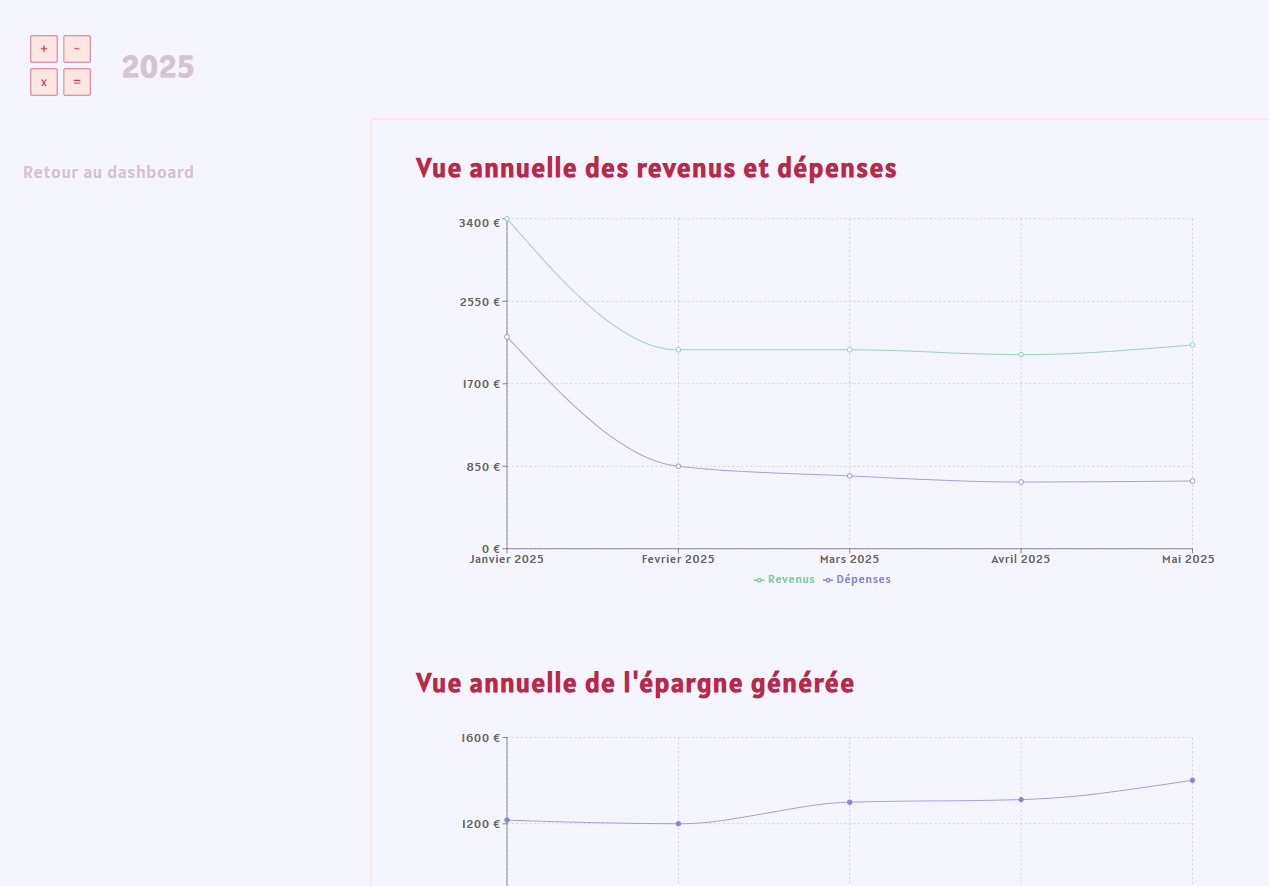 + -
x =
2025
Retour au dashboard
Vue annuelle des revenus et dépenses
3400 €
2550 €
1700 €
850 €
0 €
Janvier 2025 Fevrier 2025 Mars 2025 Avril 2025 Mai 2025
Revenus Dépenses
Vue annuelle de l'épargne générée
1600 €
1200 €